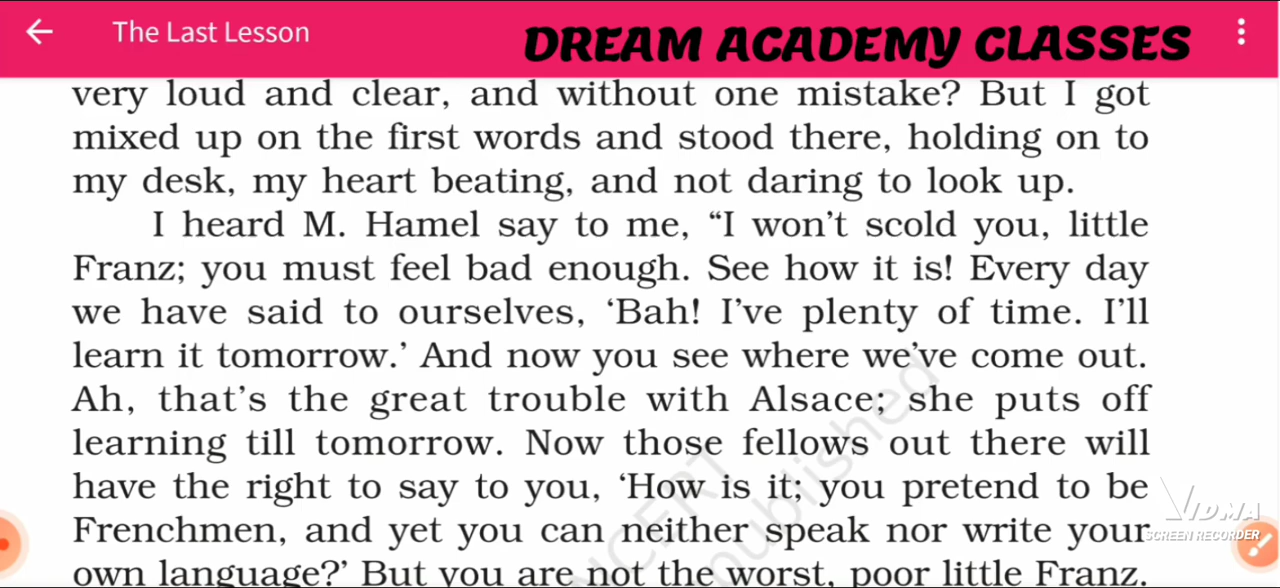 The Last Lesson
DREAM ACADEMY CLASSES
very loud and clear, and without one mistake? But I got
mixed up on the first words and stood there, holding on to
my desk, my heart beating, and not daring to look up.
I heard M. Hamel say to me, “I won’t scold you, little
Franz; you must feel bad enough. See how it is! Every day
we have said to ourselves, ‘Bah! I’ve plenty of time. I’ll
learn it tomorrow.’ And now you see where we’ve come out.
Ah, that’s the great trouble with Alsace; she puts off
learning till tomorrow. Now those fellows out there will
have the right to say to you, ‘How is it; you pretend to be
Frenchmen, and yet you can neither speak nor write your
own language?’ But you are not the worst, poor little Franz.
NCERT
published
VIDMA
SCREEN RECORDER